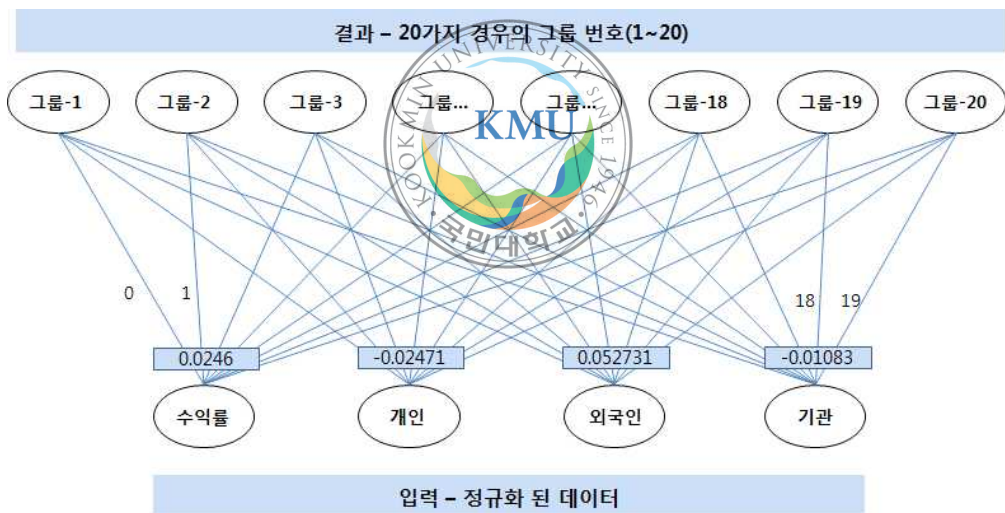 결과 – 20가지 경우의 그룹 번호(1~20)
그룹-1 그룹-2 그룹-3 그룹... 그룹... 그룹-18 그룹-19 그룹-20
KOOKMIN UNIVERSITY SINCE 1946
KMU
국민대학교
0 1 18 19
0.0246 -0.02471 0.052731 -0.01083
수익률 개인 외국인 기관
입력 – 정규화 된 데이터